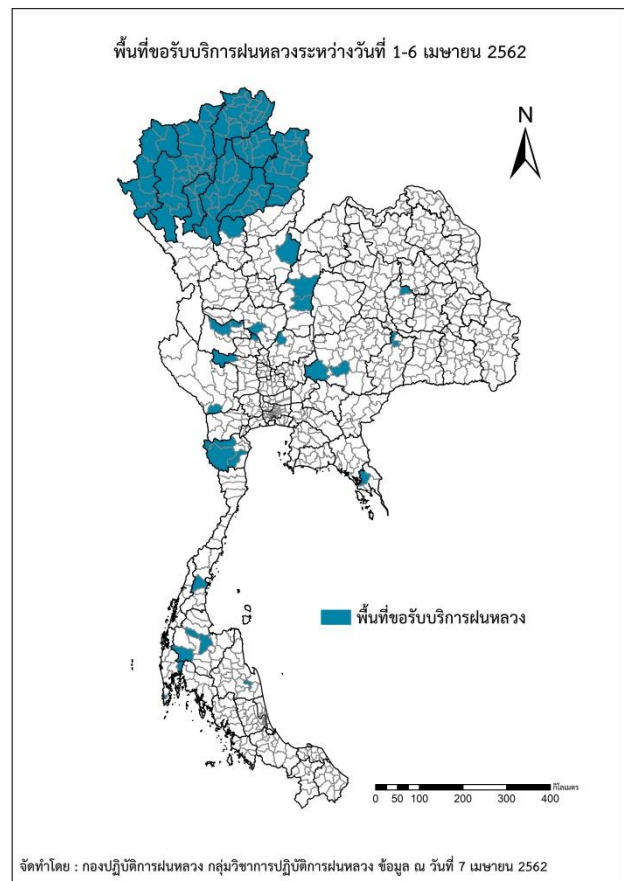 พื้นที่ขอรับบริการฝนหลวงระหว่างวันที่ 1-6 เมษายน 2562
N
พื้นที่ขอรับบริการฝนหลวง
กิโลเมตร
0 50 100 200 300 400
จัดทำโดย : กองปฏิบัติการฝนหลวง กลุ่มวิชาการปฏิบัติการฝนหลวง ข้อมูล ณ วันที่ 7 เมษายน 2562